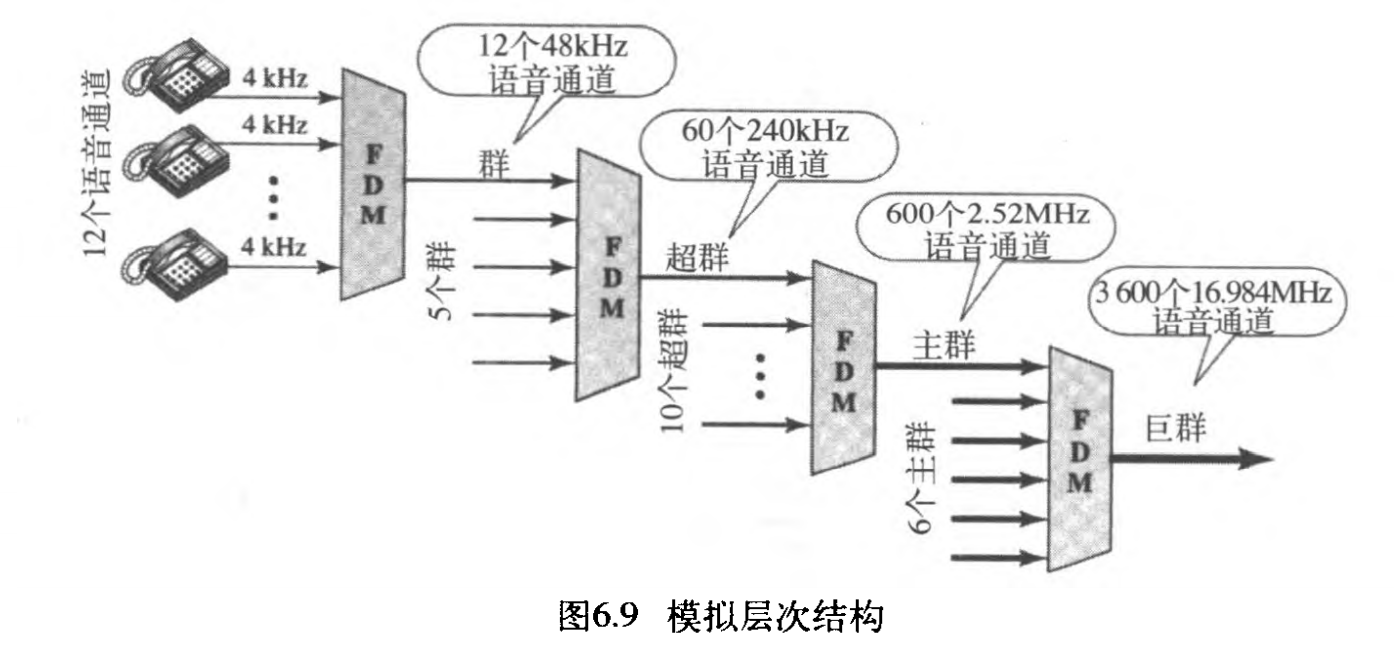 12个语音通道
4 kHz
4 kHz
4 kHz
FDM
12个48kHz
语音通道
群
5个群
FDM
60个240kHz
语音通道
超群
10个超群
FDM
600个2.52MHz
语音通道
主群
6个主群
FDM
3 600个16.984MHz
语音通道
巨群
图6.9 模拟层次结构